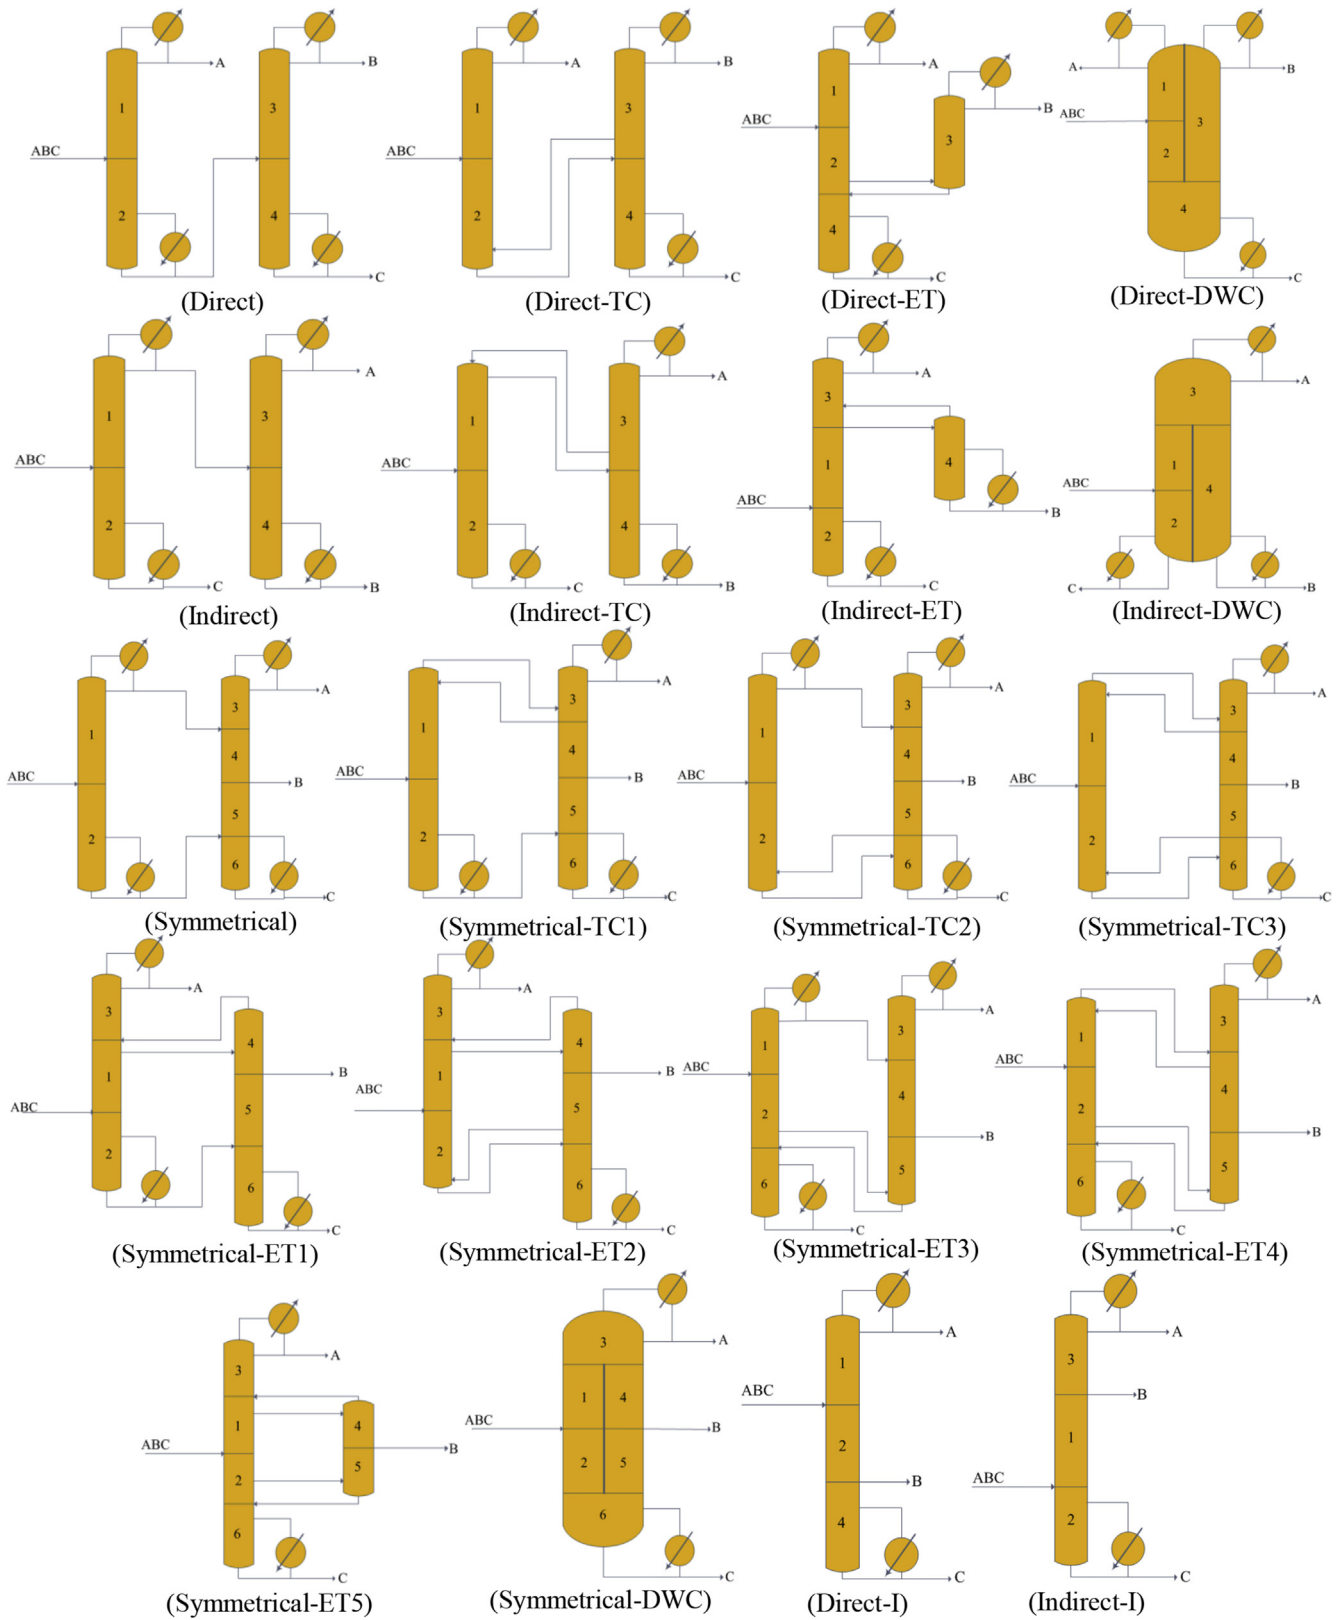 A B A B A B
1 3 1 3 1 3 1 3
ABC ABC ABC ABC
2 4 2 4 2 4 2 4
C C C C
(Direct) (Direct-TC) (Direct-ET) (Direct-DWC)
A A A A
1 3 1 3 3 1 4 3 1 4
ABC ABC ABC ABC
2 4 2 4 2 2
C B C B C B C B
(Indirect) (Indirect-TC) (Indirect-ET) (Indirect-DWC)
A A A A
1 3 4 1 3 4 1 3 4 1 3 4
ABC B ABC B ABC B ABC B
2 5 6 2 5 6 2 5 6 2 5 6
C C C C
(Symmetrical) (Symmetrical-TC1) (Symmetrical-TC2) (Symmetrical-TC3)
A A A A
3 4 3 4 1 3 1 3
1 B 1 B 2 4 2 4
ABC ABC ABC ABC
2 5 2 5 B B
6 6 6 5 6 5
C C C C
(Symmetrical-ET1) (Symmetrical-ET2) (Symmetrical-ET3) (Symmetrical-ET4)
A A A A
3 3 1 3
1 4 1 4 B
ABC B ABC B ABC ABC
2 5 2 5 2 1
B
6 6 4 2
C C C C
(Symmetrical-ET5) (Symmetrical-DWC) (Direct-I) (Indirect-I)